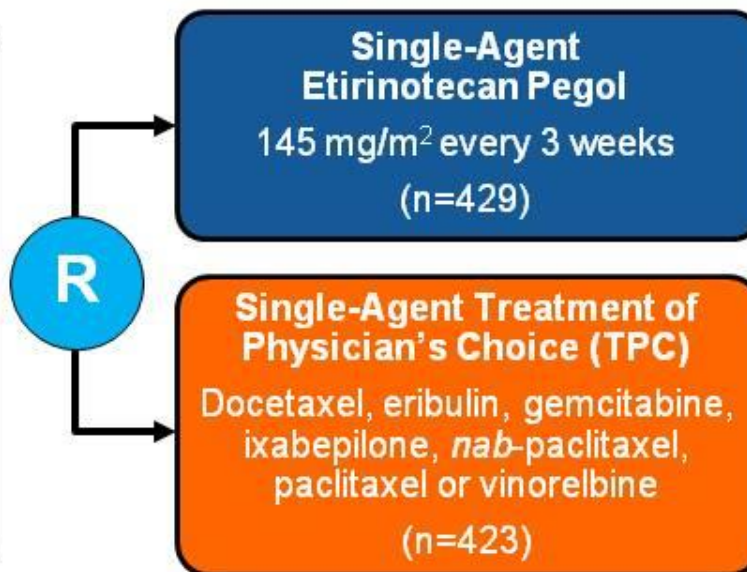 Single-Agent
Etirinotecan Pegol
145 mg/m² every 3 weeks
(n=429)
R
Single-Agent Treatment of
Physician's Choice (TPC)
Docetaxel, eribulin, gemcitabine,
ixabepilone, nab-paclitaxel,
paclitaxel or vinorelbine
(n=423)